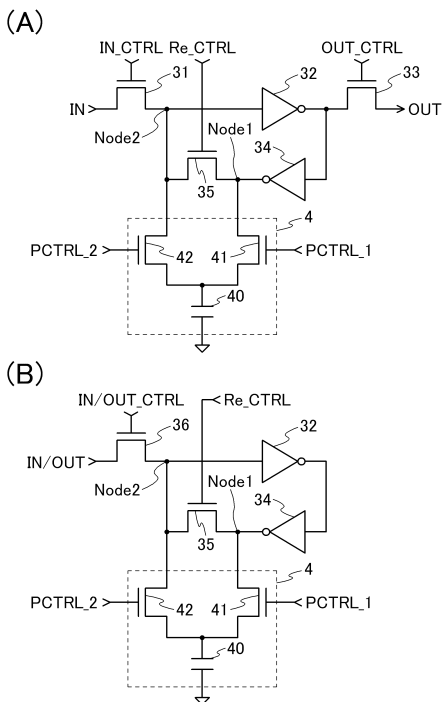 (A)
IN_CTRL Re_CTRL OUT_CTRL
31 32 33
IN OUT
Node2 Node1 34
35
4
PCTRL_2 42 41 PCTRL_1
40
(B)
IN/OUT_CTRL Re_CTRL
36 32
IN/OUT
Node2 Node1 34
35
4
PCTRL_2 42 41 PCTRL_1
40